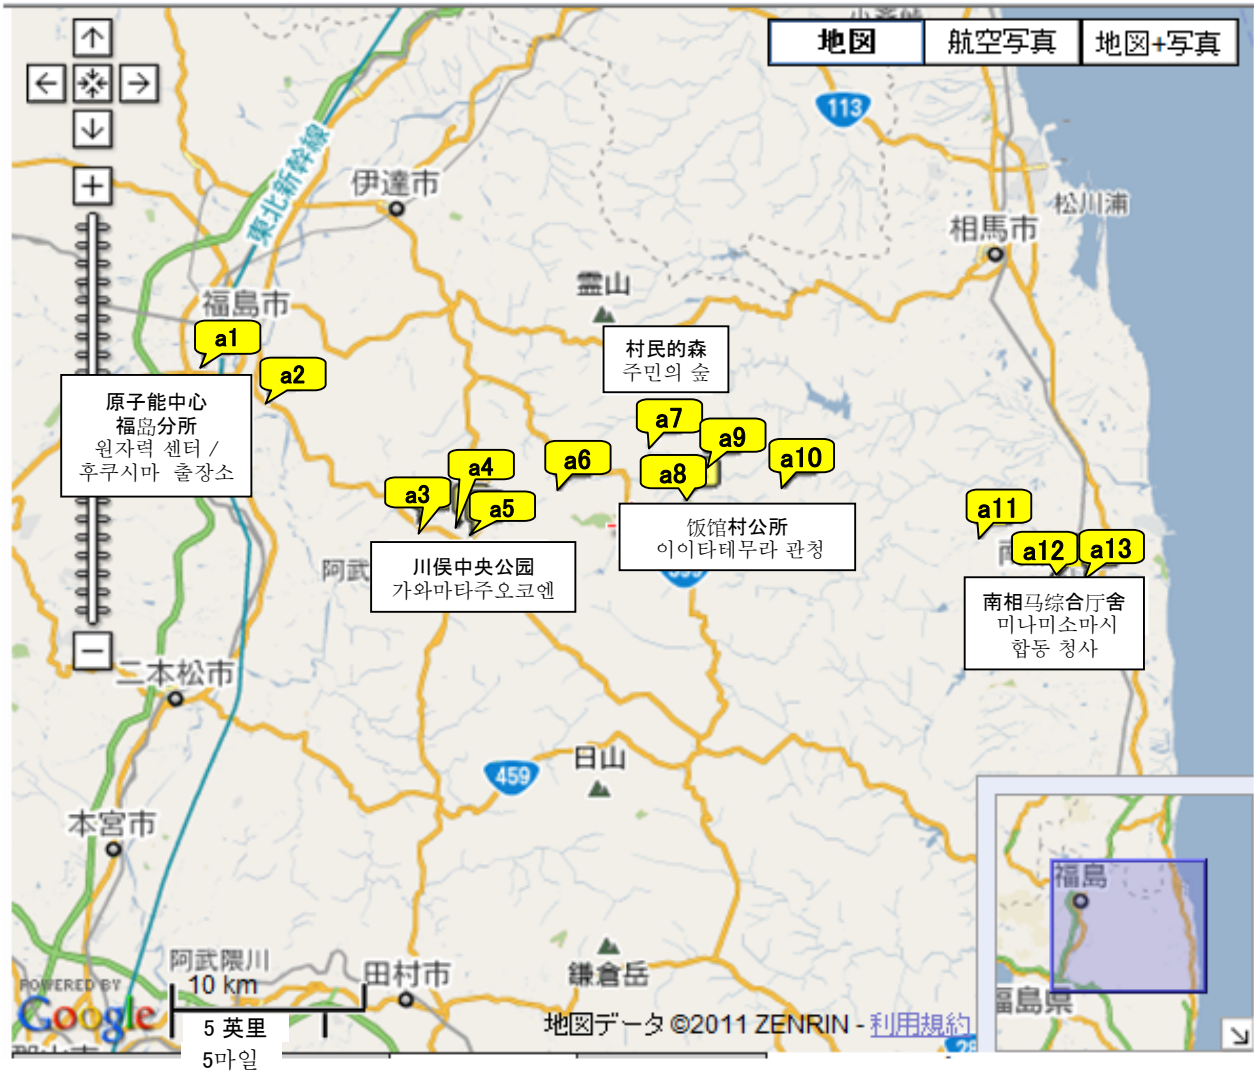 地図
航空写真
地図+写真
113
東北新幹線
伊達市
松川浦
相馬市
霊山
福島市
a1
a2
村民的森
주민의 숲
原子能中心
福岛分所
원자력 센터 /
후쿠시마 출장소
a7
a9
a4
a6
a8
a10
a3
a5
a11
饭馆村公所
이이타테무라 관청
a12
a13
川俣中央公园
가와마타주오코엔
阿武
南相马综合厅舍
미나미소마시
합동 청사
二本松市
459
日山
本宮市
福島
阿武隈川
10 km
田村市
鎌倉岳
福島県
POWERED BY
Google
5 英里
5마일
地図データ ©2011 ZENRIN - 利用規約